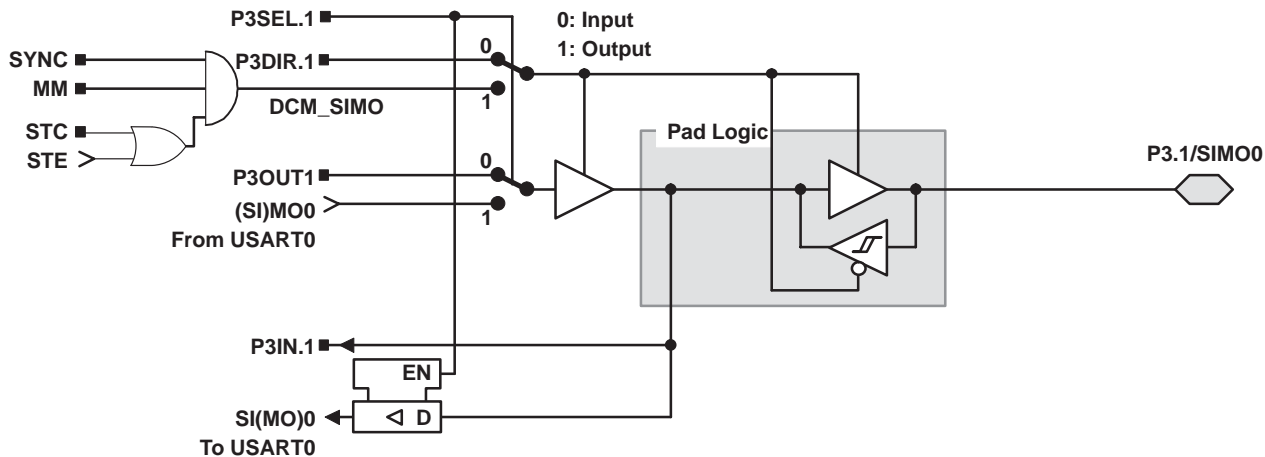 P3SEL.1
0: Input
1: Output
SYNC
P3DIR.1
0
MM
1
DCM_SIMO
STC
STE
Pad Logic
P3.1/SIMO0
P3OUT1
0
(SI)MO0
1
From USART0
P3IN.1
EN
SI(MO)0
D
To USART0